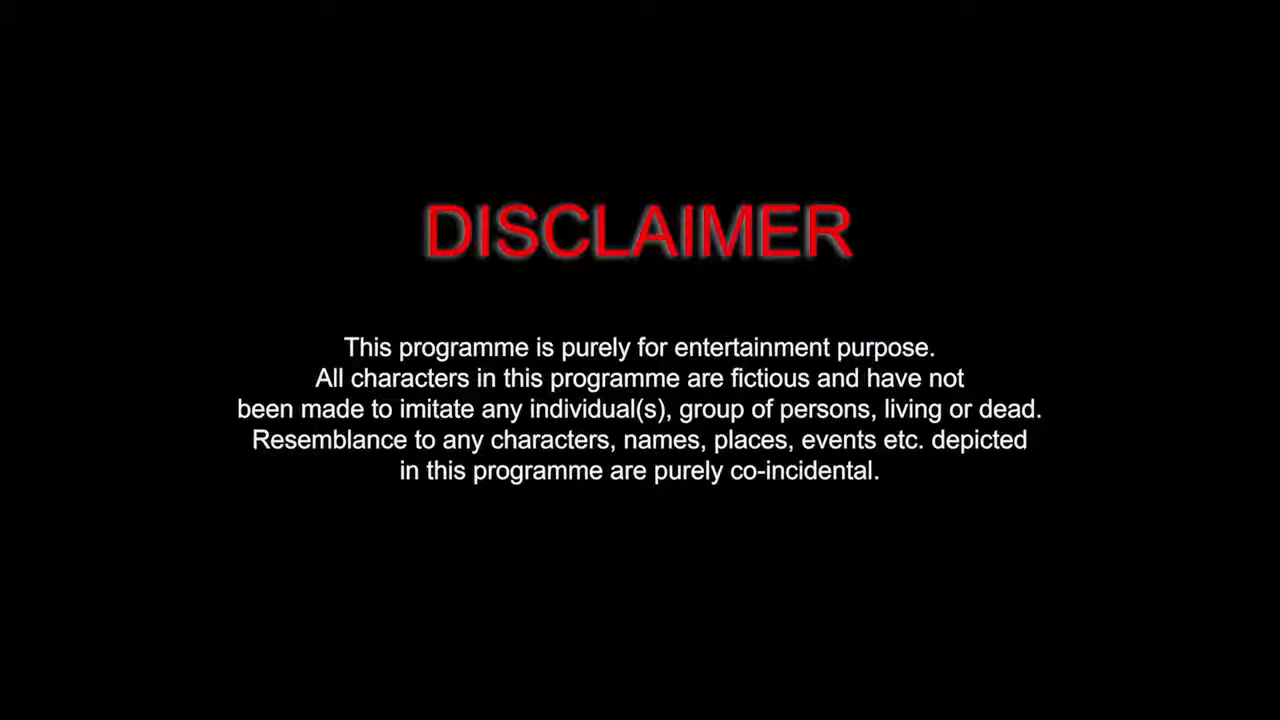 DISCLAIMER
This programme is purely for entertainment purpose.
All characters in this programme are fictious and have not
been made to imitate any individual(s), group of persons, living or dead.
Resemblance to any characters, names, places, events etc. depicted
in this programme are purely co-incidental.